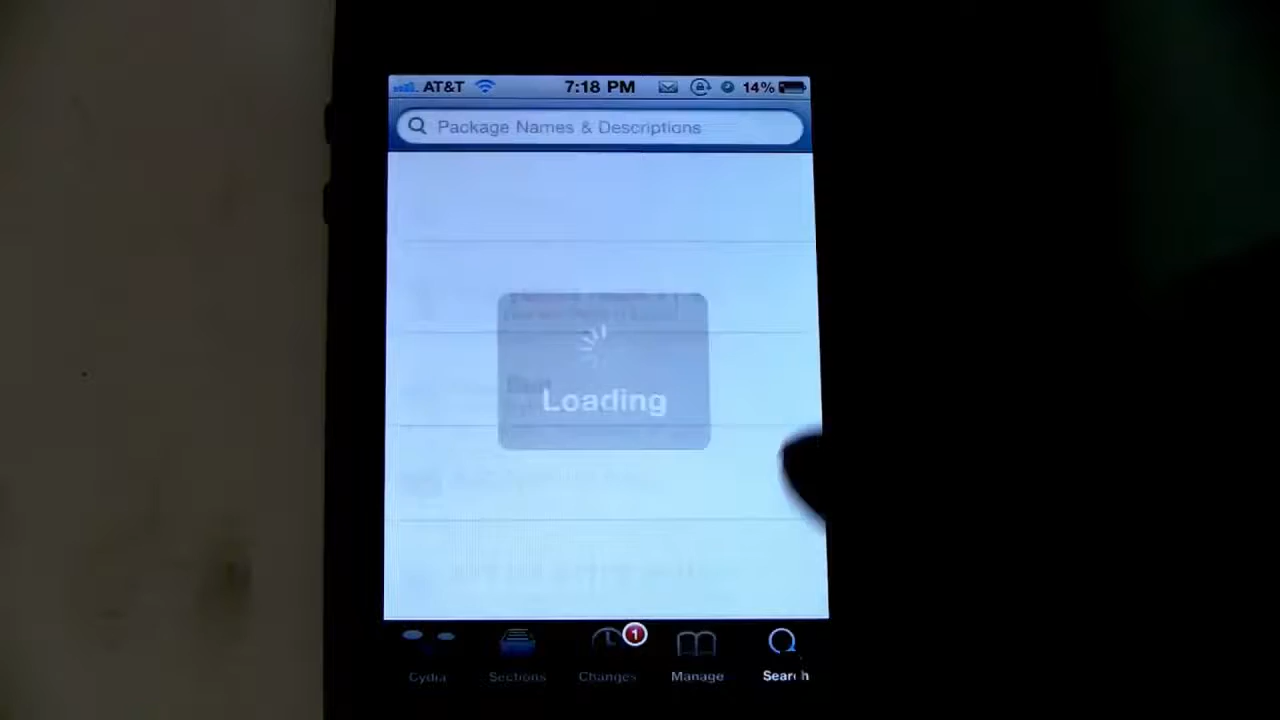 AT&T 7:18 PM 14%
Package Names & Descriptions
Loading
1
Cydia Sections Changes Manage Search